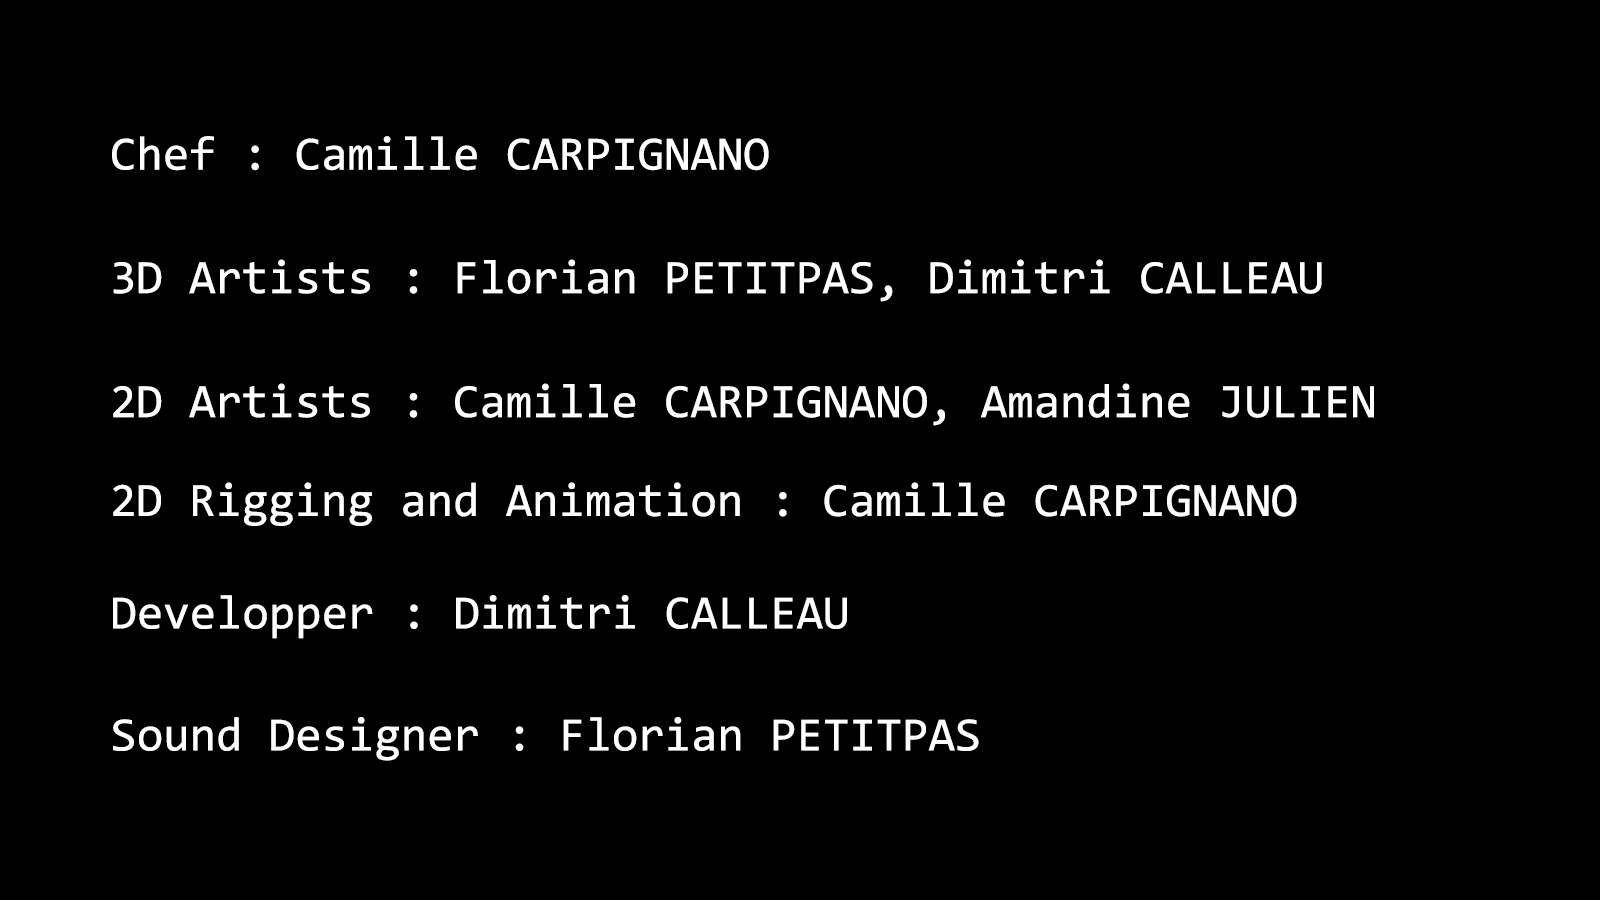 Chef : Camille CARPIGNANO
3D Artists : Florian PETITPAS, Dimitri CALLEAU
2D Artists : Camille CARPIGNANO, Amandine JULIEN
2D Rigging and Animation : Camille CARPIGNANO
Developper : Dimitri CALLEAU
Sound Designer : Florian PETITPAS